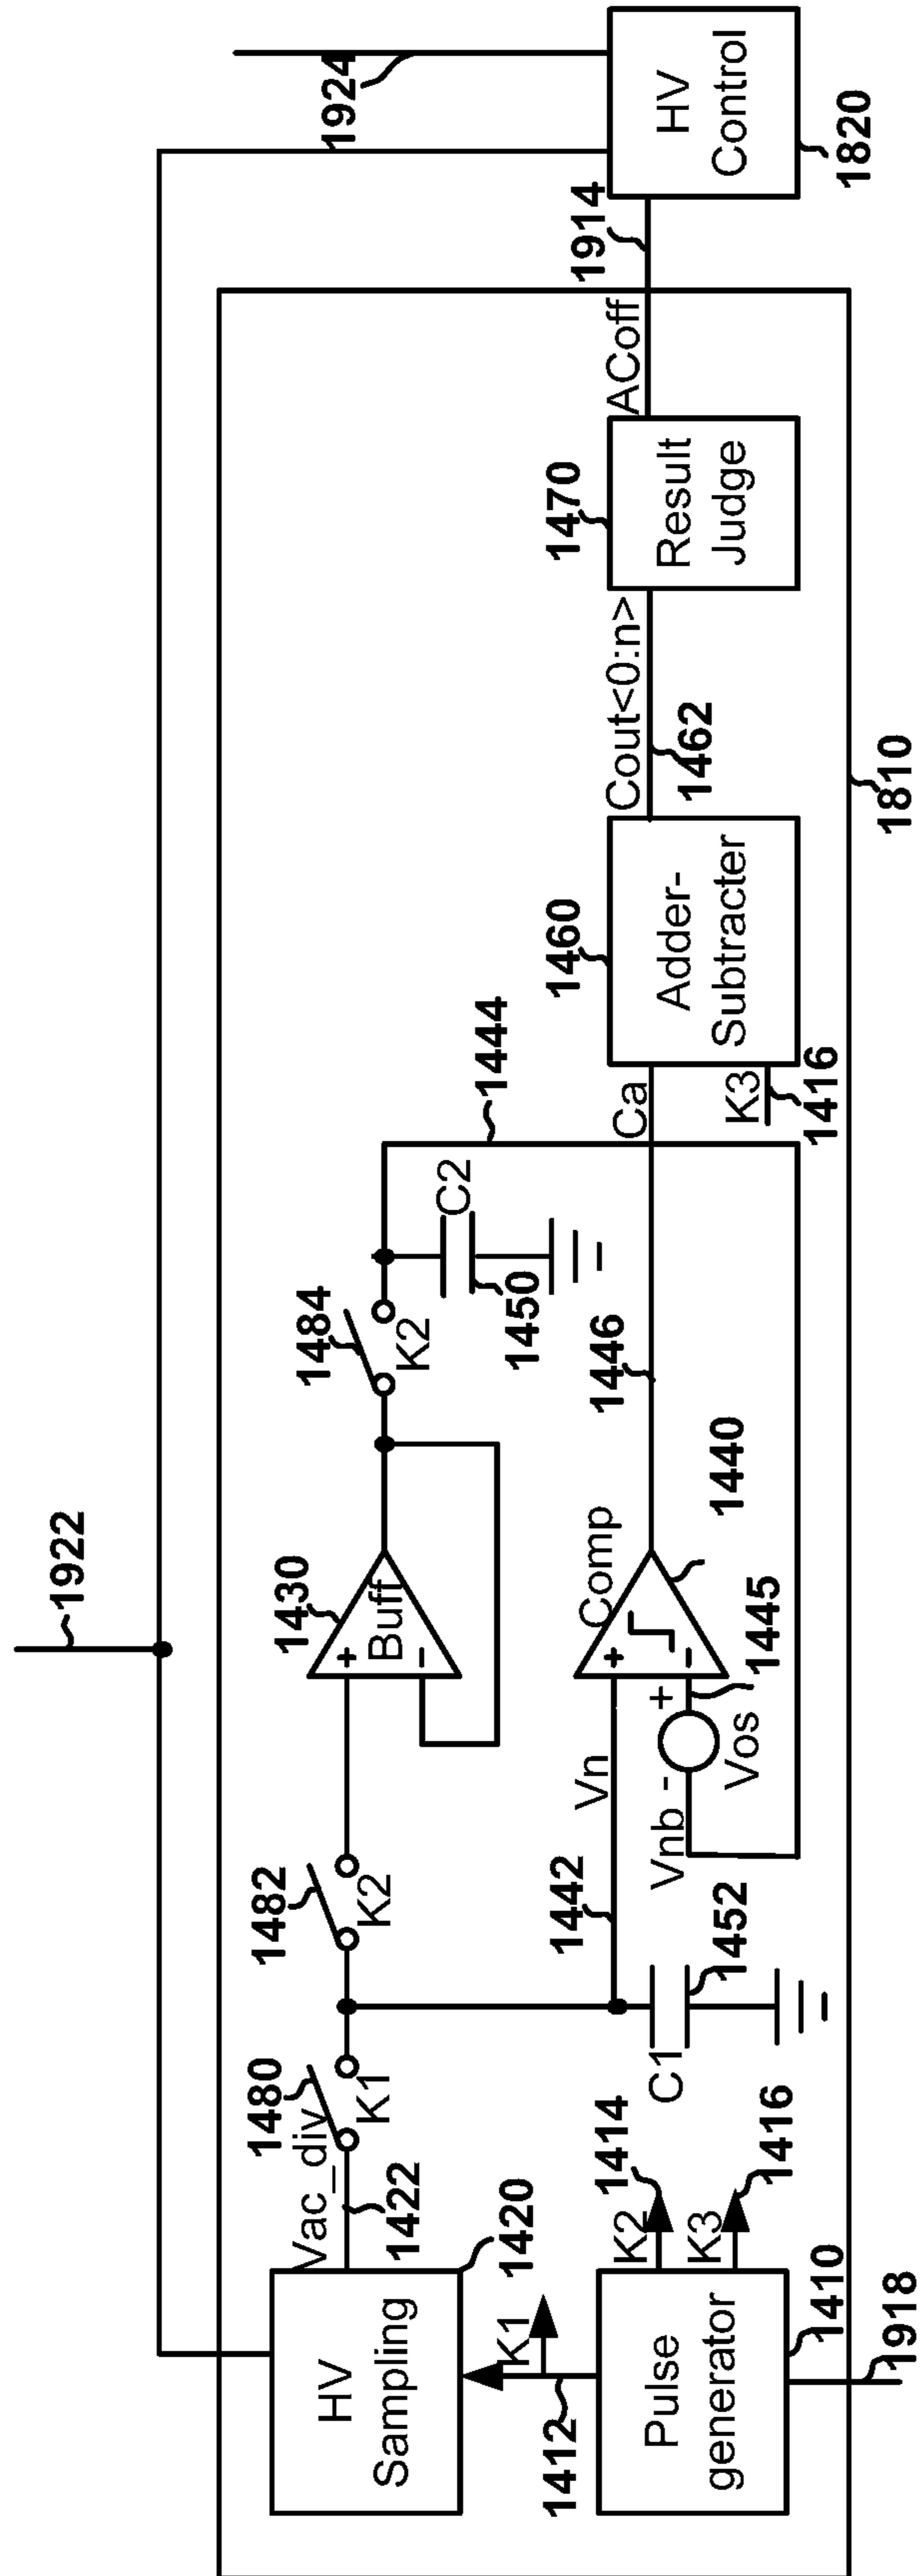 1922
1924
HV
Control
1820
1914
HV
Sampling
1420
Vac_div
1422
1480
K1
1482
K2
1430
+
Buff
-
1484
K2
C2
1450
1444
1412
K1
Pulse
generator
1410
1918
K2
1414
K3
1416
C1
1452
1442
Vn
Vnb
-
+
Vos
1445
Comp
+
-
1440
1446
Ca
K3
1416
1460
Adder-
Subtracter
Cout<0:n>
1462
1470
Result
Judge
ACoff
1810